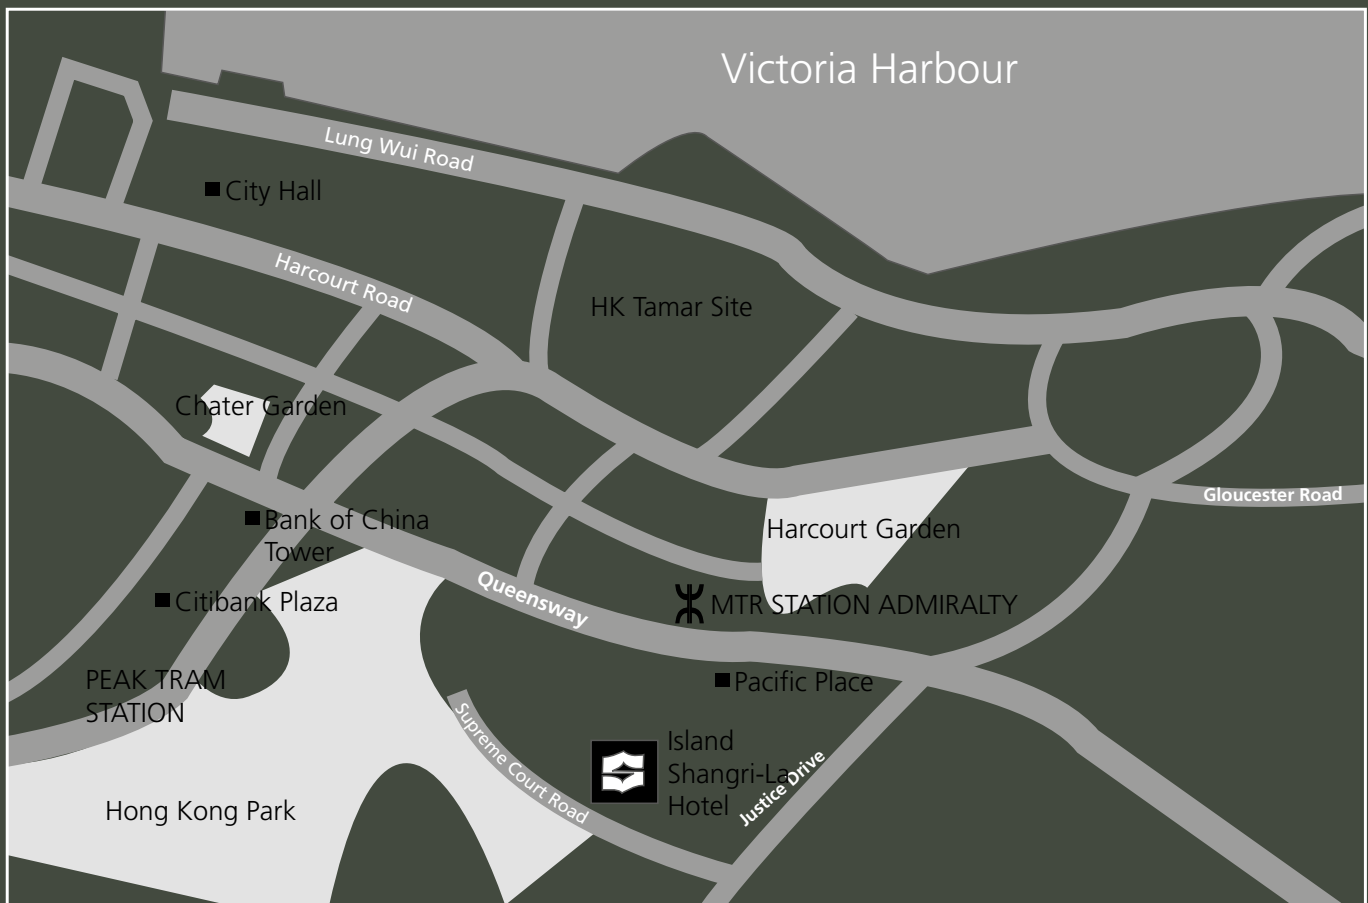 Victoria Harbour
Lung Wui Road
City Hall
Harcourt Road
HK Tamar Site
Chater Garden
Gloucester Road
Bank of China
Tower
Harcourt Garden
Queensway
Citibank Plaza
MTR STATION ADMIRALTY
PEAK TRAM
STATION
Pacific Place
Supreme Court Road
Island
Shangri-La
Hotel
Justice Drive
Hong Kong Park